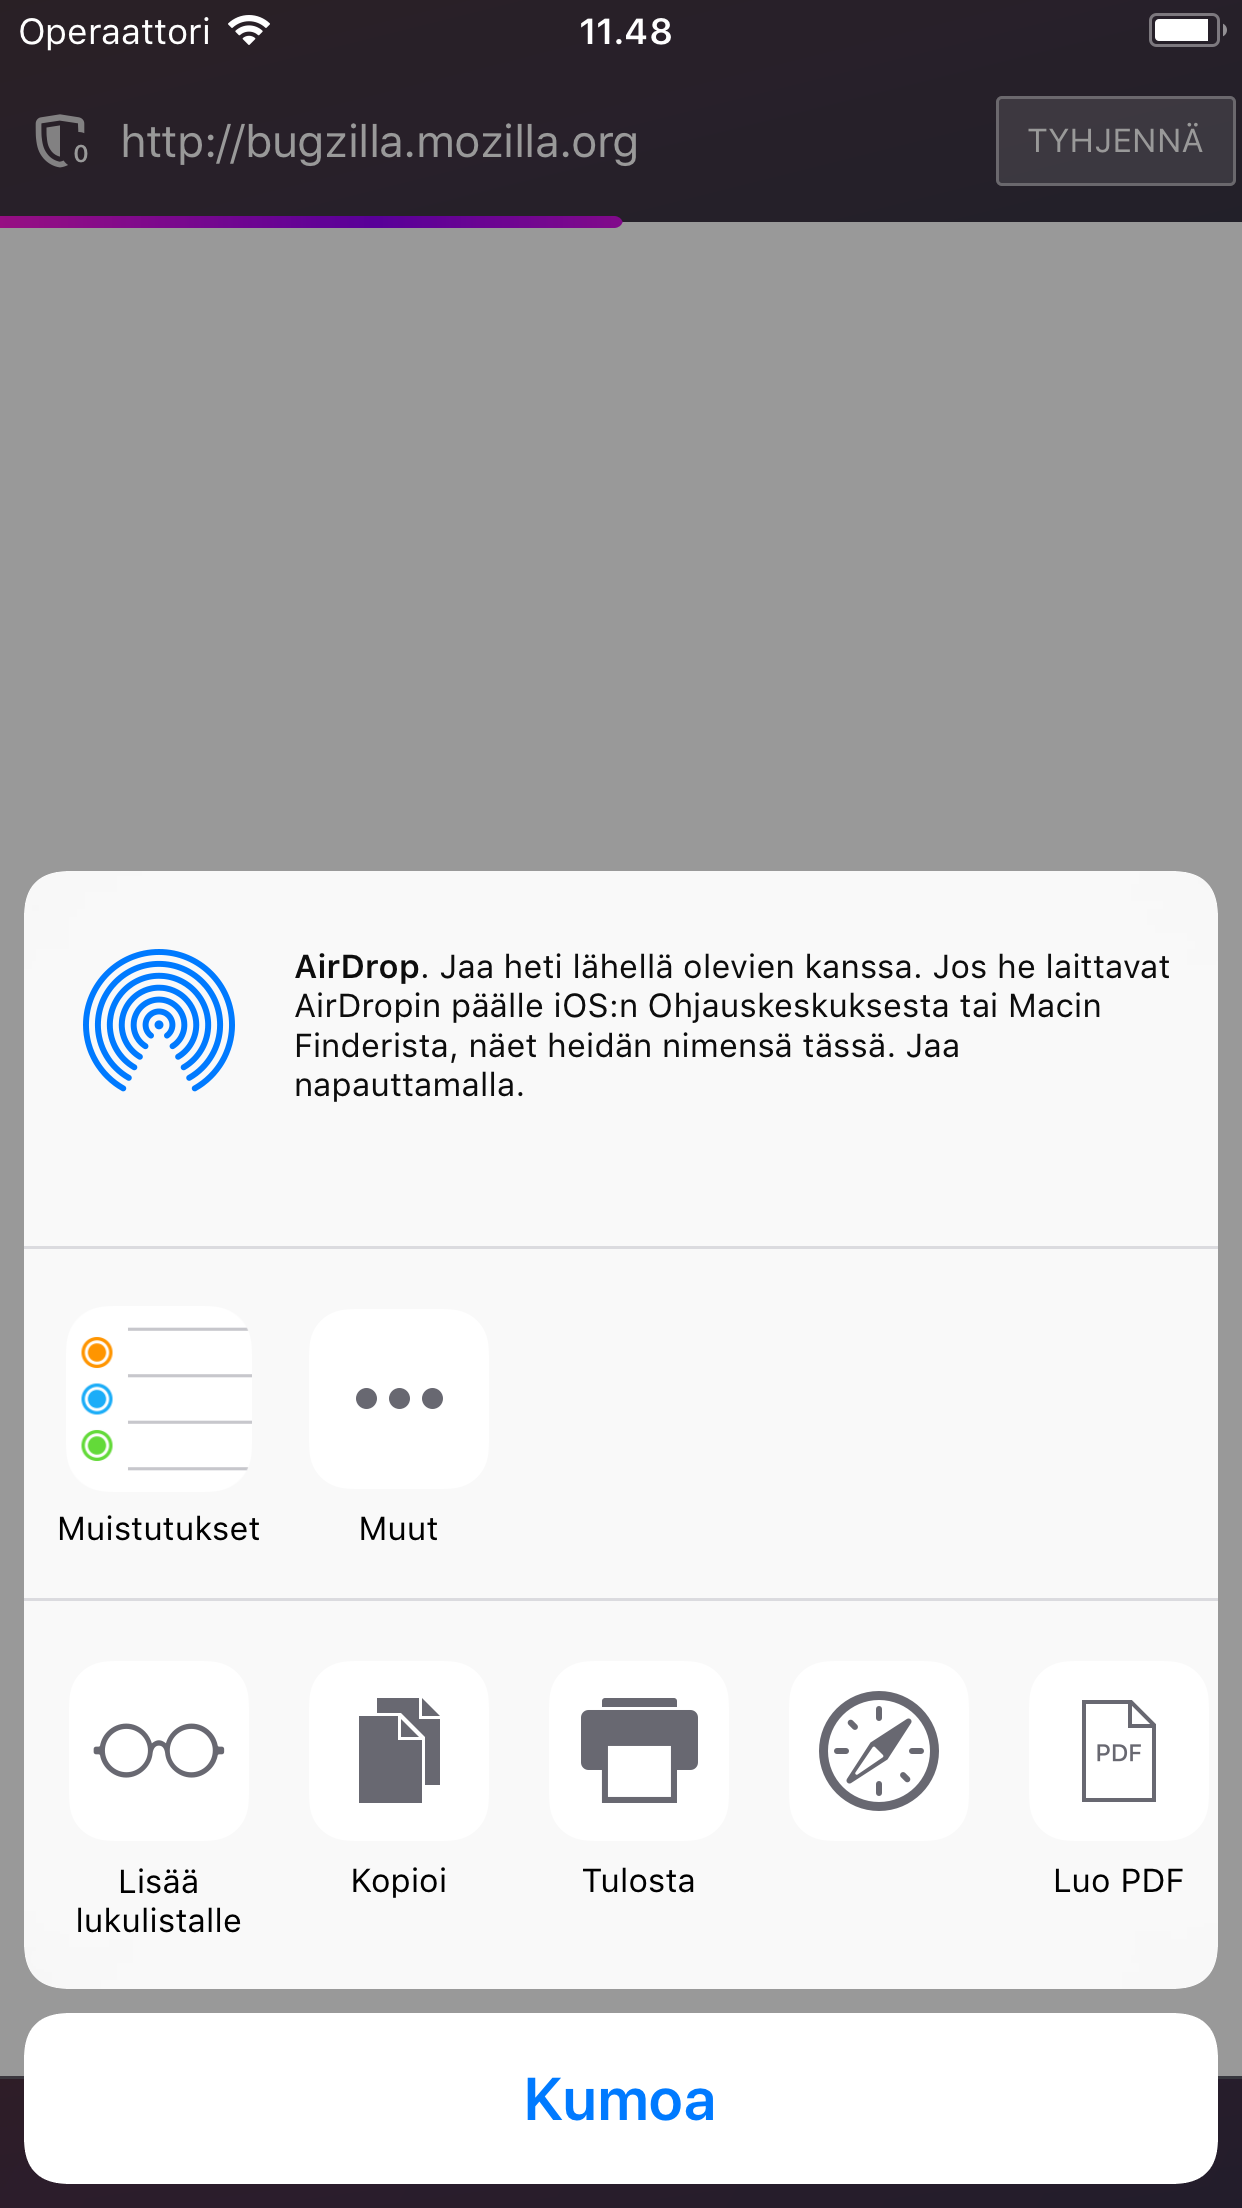 Operaattori
11.48
0
http://bugzilla.mozilla.org
TYHJENNÄ
AirDrop. Jaa heti lähellä olevien kanssa. Jos he laittavat
AirDropin päälle iOS:n Ohjauskeskuksesta tai Macin
Finderista, näet heidän nimensä tässä. Jaa
napauttamalla.
Muistutukset
Muut
PDF
Lisää
lukulistalle
Kopioi
Tulosta
Luo PDF
Kumoa